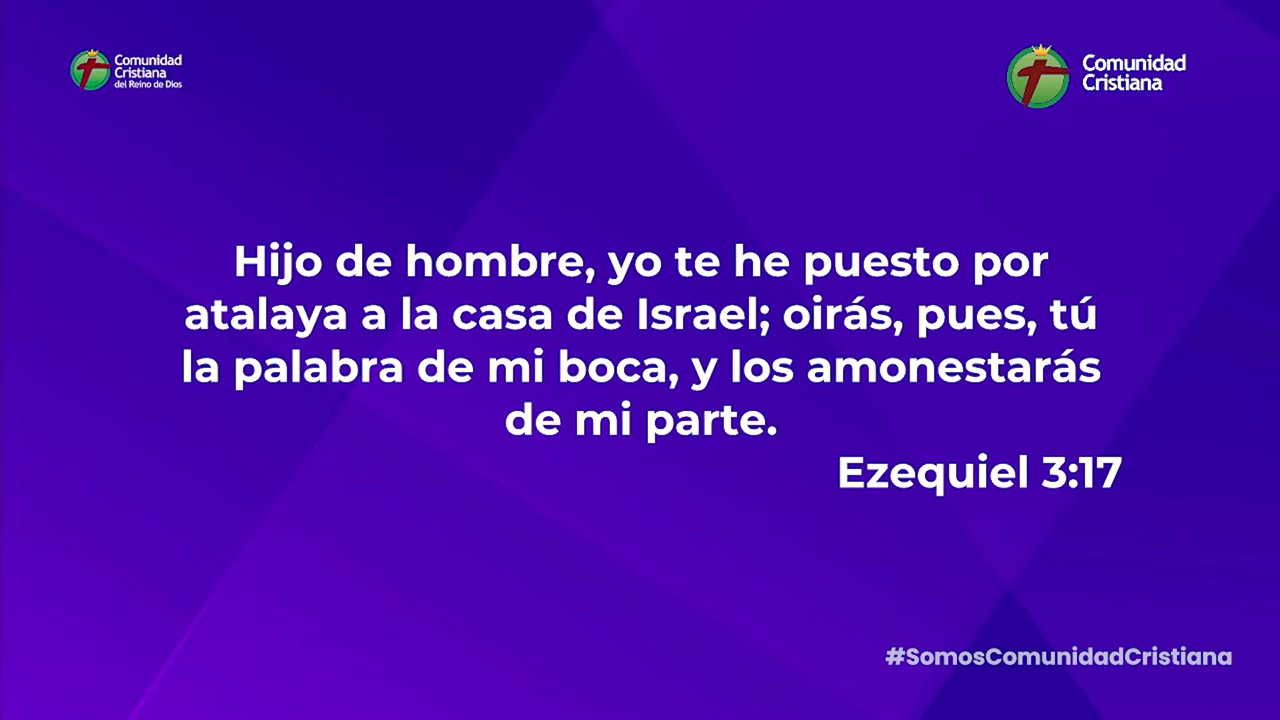 Comunidad
Cristiana
del Reino de Dios
Comunidad
Cristiana
Hijo de hombre, yo te he puesto por
atalaya a la casa de Israel; oirás, pues, tú
la palabra de mi boca, y los amonestarás
de mi parte.
Ezequiel 3:17
#SomosComunidadCristiana